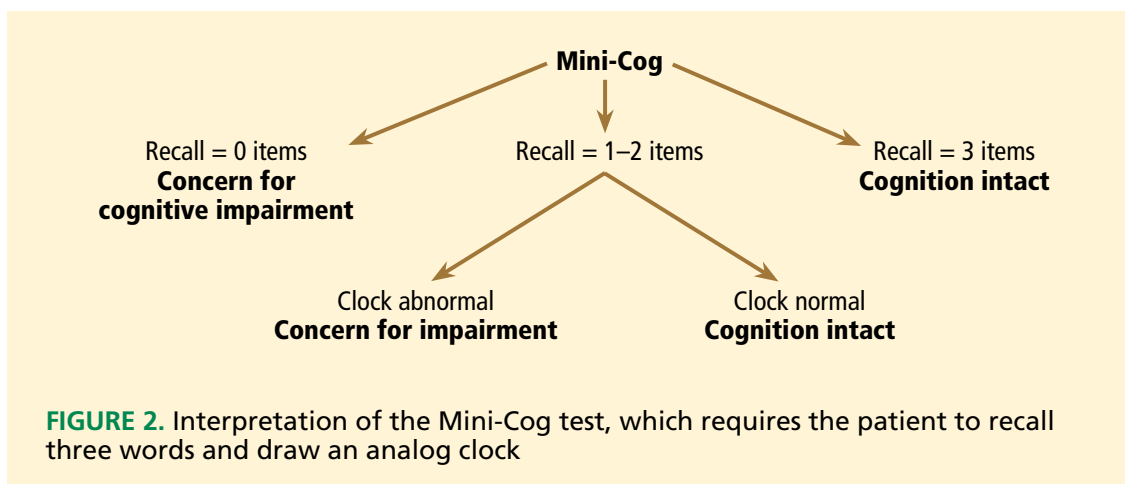 Mini-Cog
Recall = 0 items
Concern for
cognitive impairment
Recall = 1–2 items
Recall = 3 items
Cognition intact
Clock abnormal
Concern for impairment
Clock normal
Cognition intact
FIGURE 2. Interpretation of the Mini-Cog test, which requires the patient to recall
three words and draw an analog clock